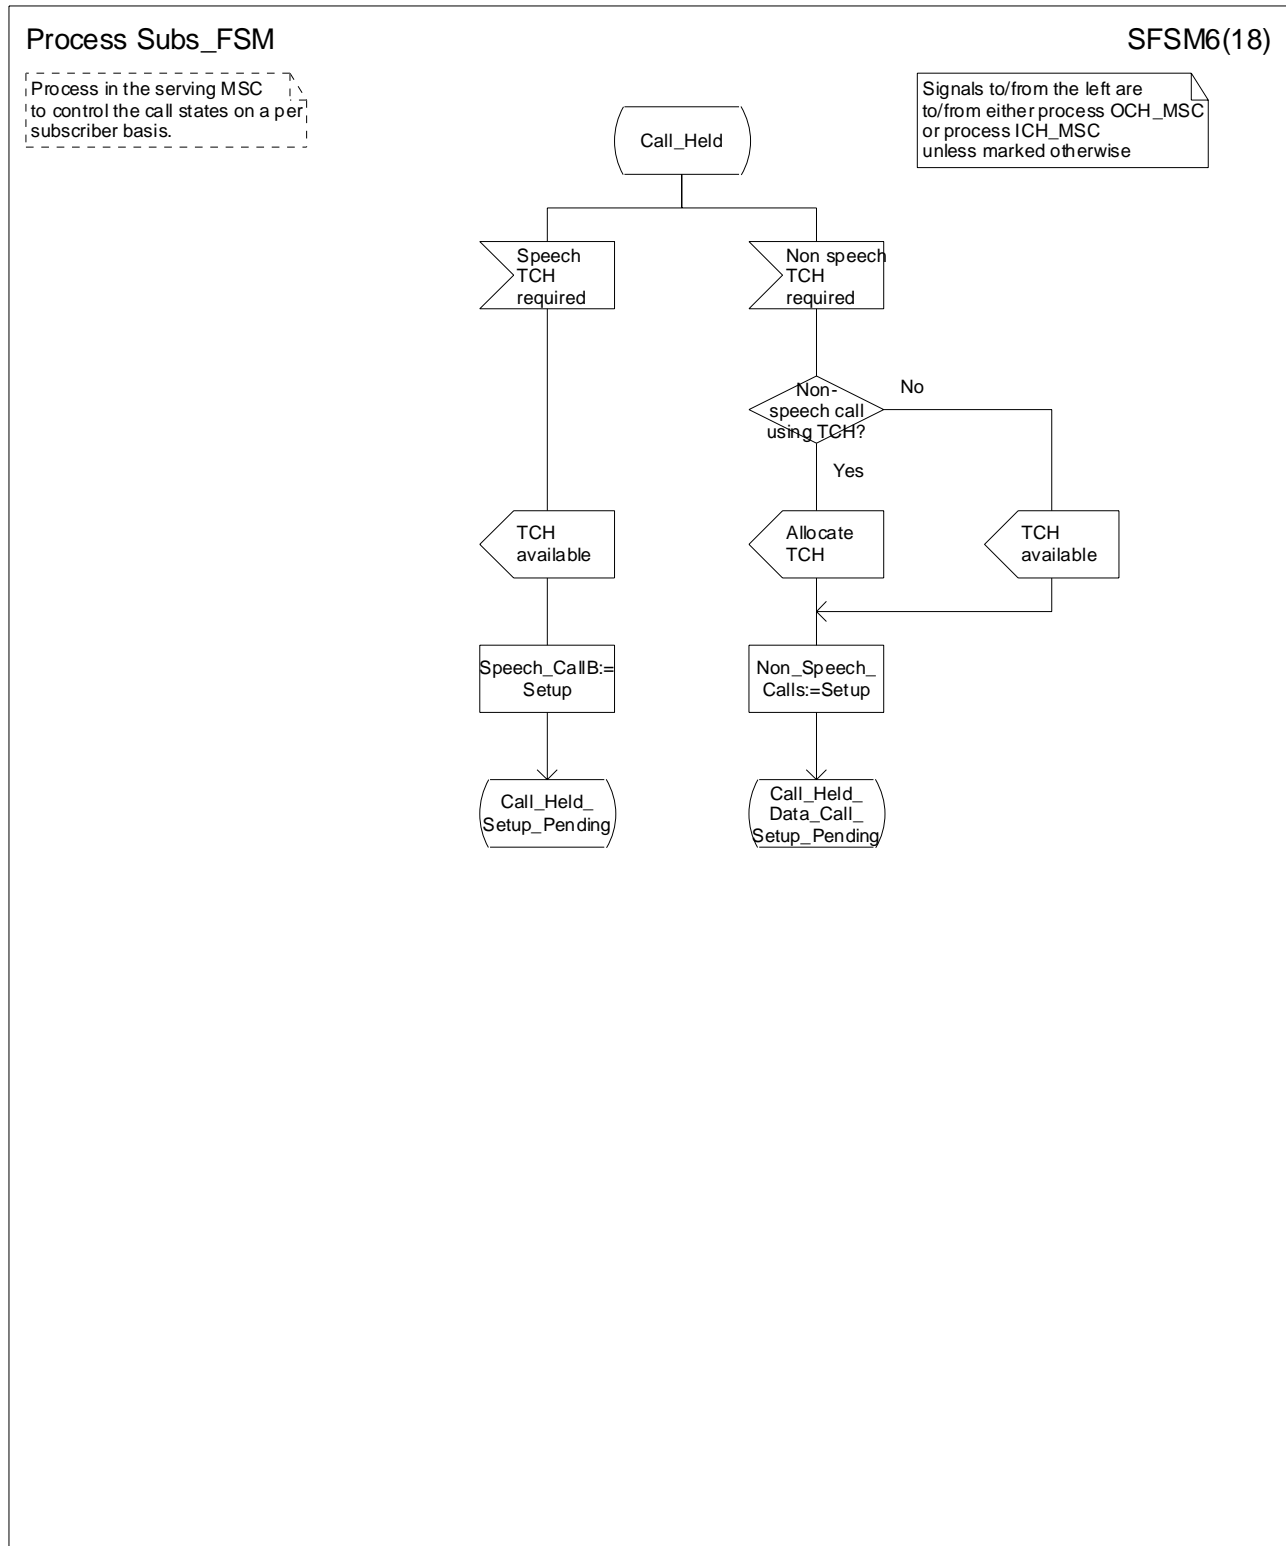 Process Subs_FSM
SFSM6(18)
Process in the serving MSC
to control the call states on a per
subscriber basis.
Signals to/from the left are
to/from either process OCH_MSC
or process ICH_MSC
unless marked otherwise
Call_Held
Speech
TCH
required
Non speech
TCH
required
Non-
speech call
using TCH?
No
Yes
TCH
available
Allocate
TCH
TCH
available
Speech_CallB:=
Setup
Non_Speech_
Calls:=Setup
Call_Held_
Setup_Pending
Call_Held_
Data_Call_
Setup_Pending